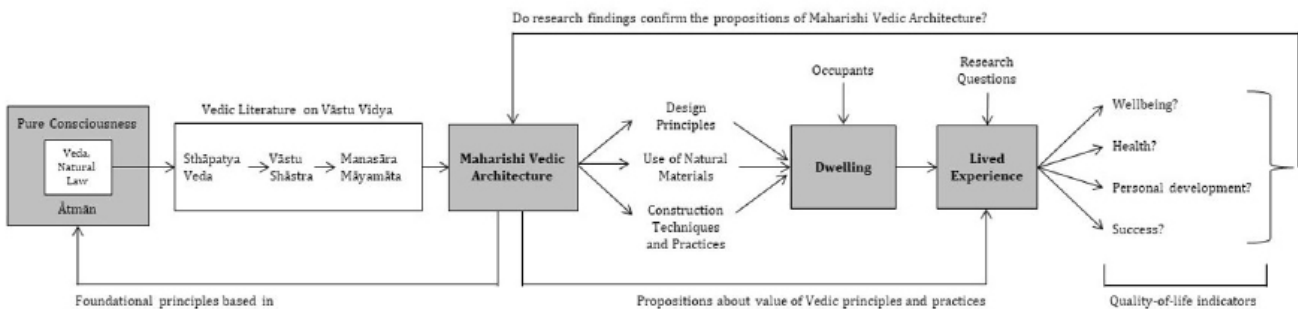 Do research findings confirm the propositions of Maharishi Vedic Architecture?
Occupants
Research
Questions
Vedic Literature on Vāstu Vidya
Pure Consciousness
Veda,
Natural
Law
Ātmān
Sthāpatya
Veda
Vāstu
Shāstra
Manasāra
Māyamāta
Maharishi Vedic
Architecture
Design
Principles
Use of Natural
Materials
Construction
Techniques
and Practices
Dwelling
Lived
Experience
Wellbeing?
Health?
Personal development?
Success?
Foundational principles based in
Propositions about value of Vedic principles and practices
Quality-of-life indicators